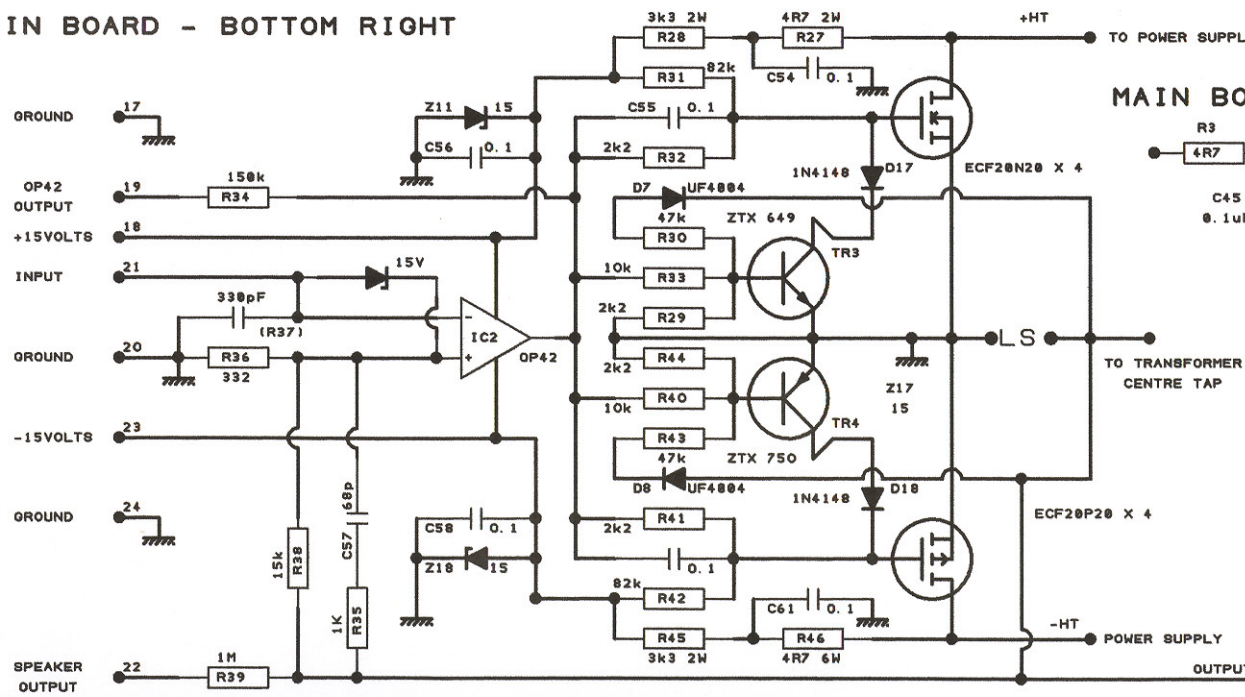 IN BOARD - BOTTOM RIGHT
3k3 2W
R28
4R7 2W
R27
+HT
TO POWER SUPPL
R31
82k
C54
0.1
MAIN BO
R3
4R7
C45
0.1u
GROUND
17
Z11
15
C55
0.1
C56
0.1
2k2
R32
ECF20N20 X 4
1N4148
D17
OP42
OUTPUT
19
150k
R34
D7
UF4004
47k
R30
ZTX 649
TR3
+15VOLTS
18
INPUT
21
15V
10k
R33
330pF
(R37)
2k2
R29
IC2
OP42
GROUND
20
R36
332
LS
TO TRANSFORMER
CENTRE TAP
R44
2k2
Z17
15
10k
R40
-15VOLTS
23
R43
47k
TR4
ZTX 750
D8
UF4004
1N4148
D18
68p
C57
GROUND
24
C58
0.1
R41
2k2
ECF20P20 X 4
15k
R38
Z18
15
0.1
82k
R42
1K
R35
C61
0.1
R45
3k3 2W
R46
4R7 6W
-HT
POWER SUPPLY
SPEAKER
OUTPUT
22
1M
R39
OUTPUT